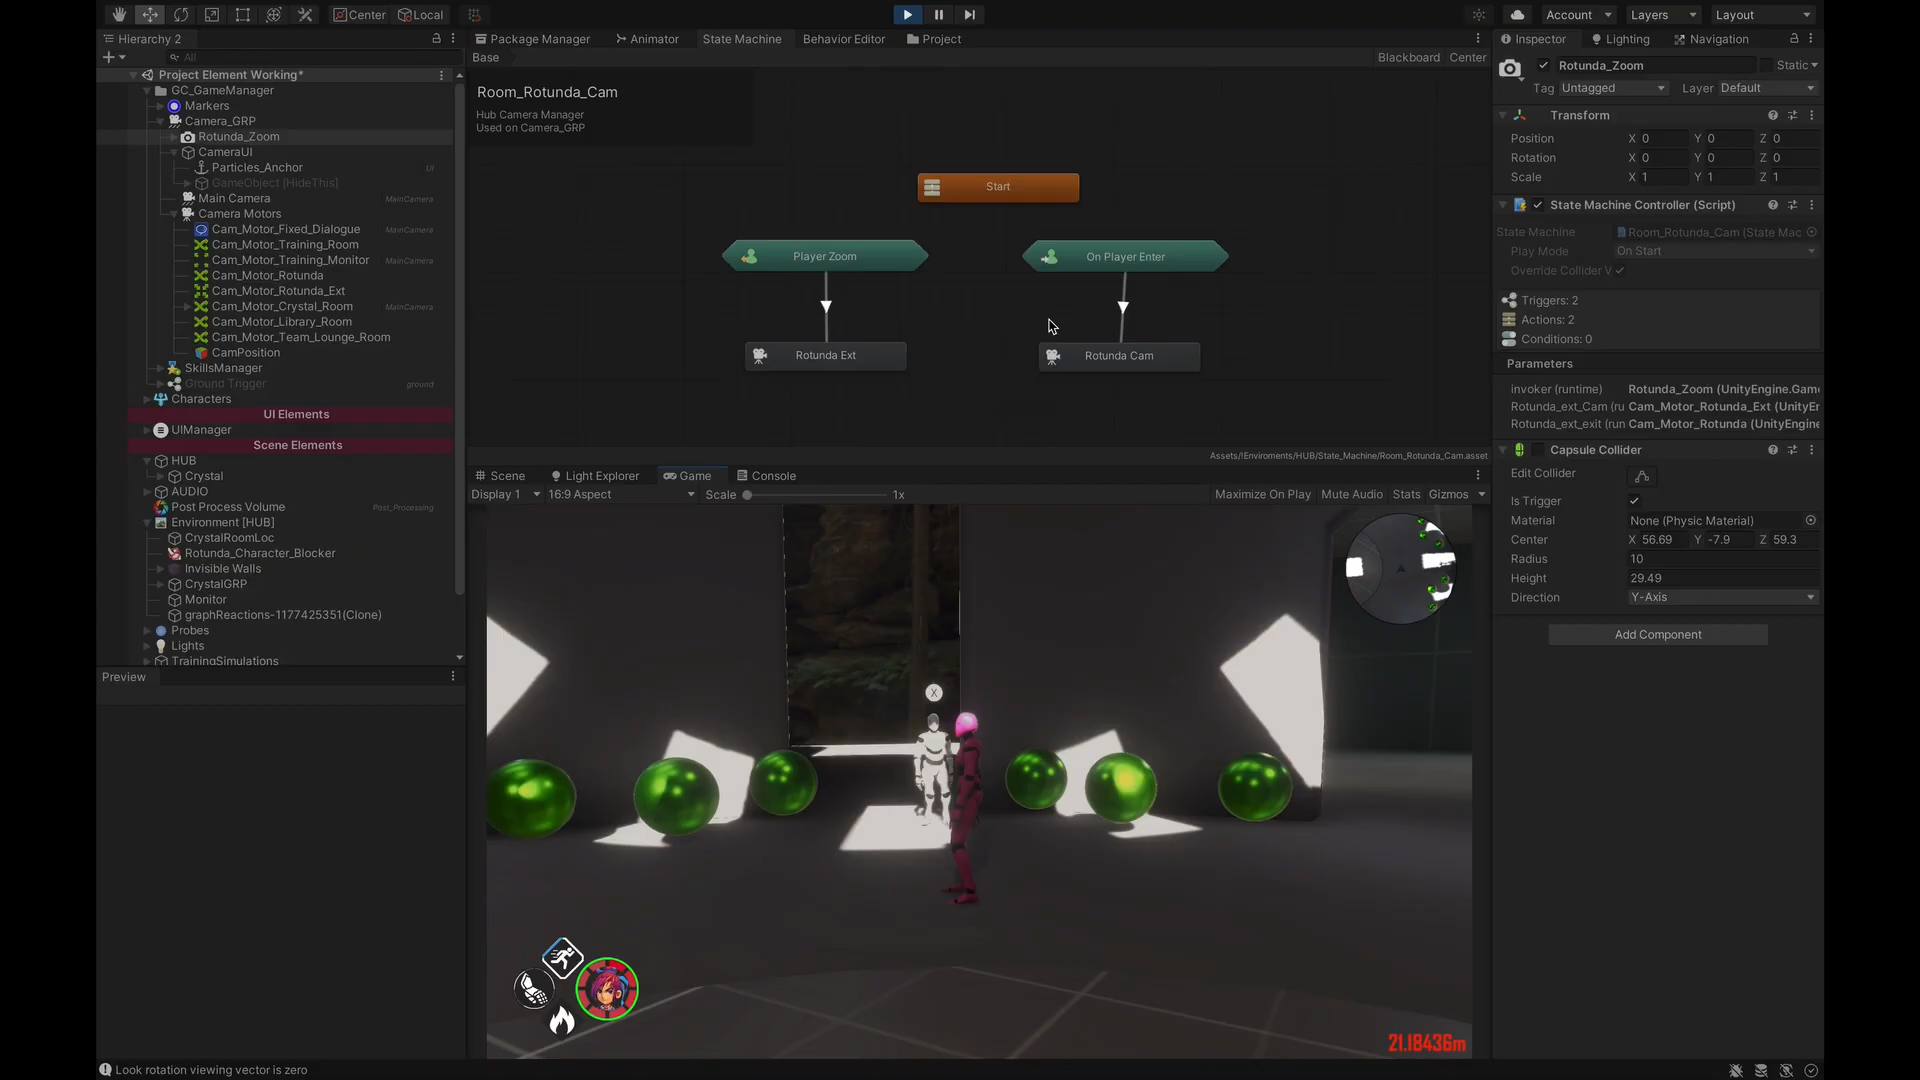 Center
Local
Account
Layers
Layout
Hierarchy 2
All
Project Element Working*
GC_GameManager
Markers
Camera_GRP
Rotunda_Zoom
CameraUI
Particles_Anchor
UI
GameObject [HideThis]
Main Camera
MainCamera
Camera Motors
Cam_Motor_Fixed_Dialogue
MainCamera
Cam_Motor_Training_Room
Cam_Motor_Training_Monitor
MainCamera
Cam_Motor_Rotunda
Cam_Motor_Rotunda_Ext
Cam_Motor_Crystal_Room
MainCamera
Cam_Motor_Library_Room
Cam_Motor_Team_Lounge_Room
CamPosition
SkillsManager
Ground Trigger
ground
Characters
UI Elements
UIManager
Scene Elements
HUB
Crystal
AUDIO
Post Process Volume
Post_Processing
Environment [HUB]
CrystalRoomLoc
Rotunda_Character_Blocker
Invisible Walls
CrystalGRP
Monitor
graphReactions-1177425351(Clone)
Probes
Lights
TrainingSimulations
Preview
Package Manager
Animator
State Machine
Behavior Editor
Project
Base
Blackboard
Center
Room_Rotunda_Cam
Hub Camera Manager
Used on Camera_GRP
Start
Player Zoom
On Player Enter
Rotunda Ext
Rotunda Cam
Assets/!Enviroments/HUB/State_Machine/Room_Rotunda_Cam.asset
Scene
Light Explorer
Game
Console
Display 1
16:9 Aspect
Scale
1x
Maximize On Play
Mute Audio
Stats
Gizmos
X
21.18436m
Inspector
Lighting
Navigation
Rotunda_Zoom
Static
Tag
Untagged
Layer
Default
Transform
Position
X 0
Y 0
Z 0
Rotation
X 0
Y 0
Z 0
Scale
X 1
Y 1
Z 1
State Machine Controller (Script)
State Machine
Room_Rotunda_Cam (State Mac
Play Mode
On Start
Override Collider V
Triggers: 2
Actions: 2
Conditions: 0
Parameters
invoker (runtime)
Rotunda_Zoom (UnityEngine.Game
Rotunda_ext_Cam (ru
Cam_Motor_Rotunda_Ext (UnityEr
Rotunda_ext_exit (run
Cam_Motor_Rotunda (UnityEngine
Capsule Collider
Edit Collider
Is Trigger
Material
None (Physic Material)
Center
X 56.69
Y -7.9
Z 59.3
Radius
10
Height
29.49
Direction
Y-Axis
Add Component
Look rotation viewing vector is zero